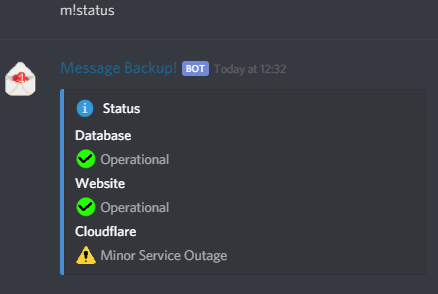 m!status
Message Backup! BOT Today at 12:32
Status
Database
Operational
Website
Operational
Cloudflare
Minor Service Outage